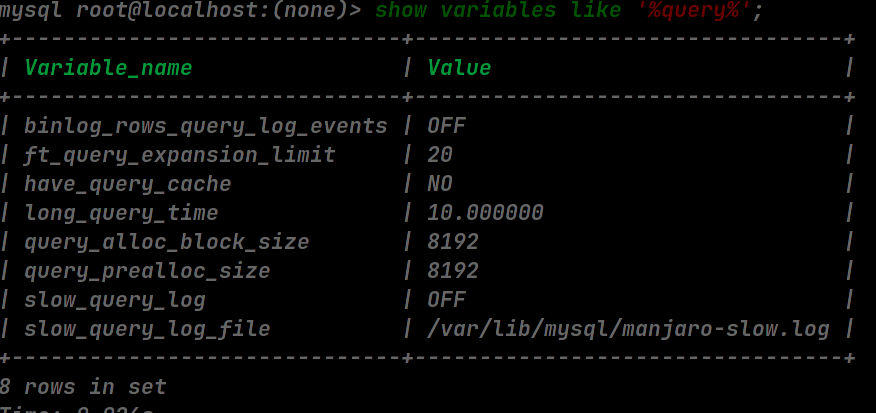 mysql root@localhost:(none)> show variables like '%query%';
+------------------------------+--------------------------------+
| Variable_name                | Value                          |
+------------------------------+--------------------------------+
| binlog_rows_query_log_events | OFF                            |
| ft_query_expansion_limit     | 20                             |
| have_query_cache             | NO                             |
| long_query_time              | 10.000000                      |
| query_alloc_block_size       | 8192                           |
| query_prealloc_size          | 8192                           |
| slow_query_log               | OFF                            |
| slow_query_log_file          | /var/lib/mysql/manjaro-slow.log |
+------------------------------+--------------------------------+
8 rows in set
Time: